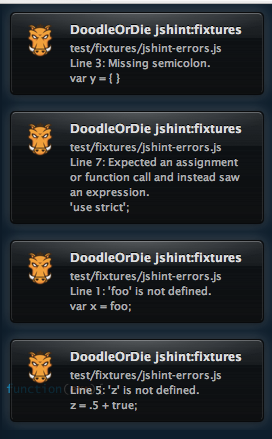 DoodleOrDie jshint:fixtures
test/fixtures/jshint-errors.js
Line 3: Missing semicolon.
var y = { }
DoodleOrDie jshint:fixtures
test/fixtures/jshint-errors.js
Line 7: Expected an assignment
or function call and instead saw
an expression.
'use strict';
DoodleOrDie jshint:fixtures
test/fixtures/jshint-errors.js
Line 1: 'foo' is not defined.
var x = foo;
DoodleOrDie jshint:fixtures
test/fixtures/jshint-errors.js
Line 5: 'z' is not defined.
function(
z = .5 + true;